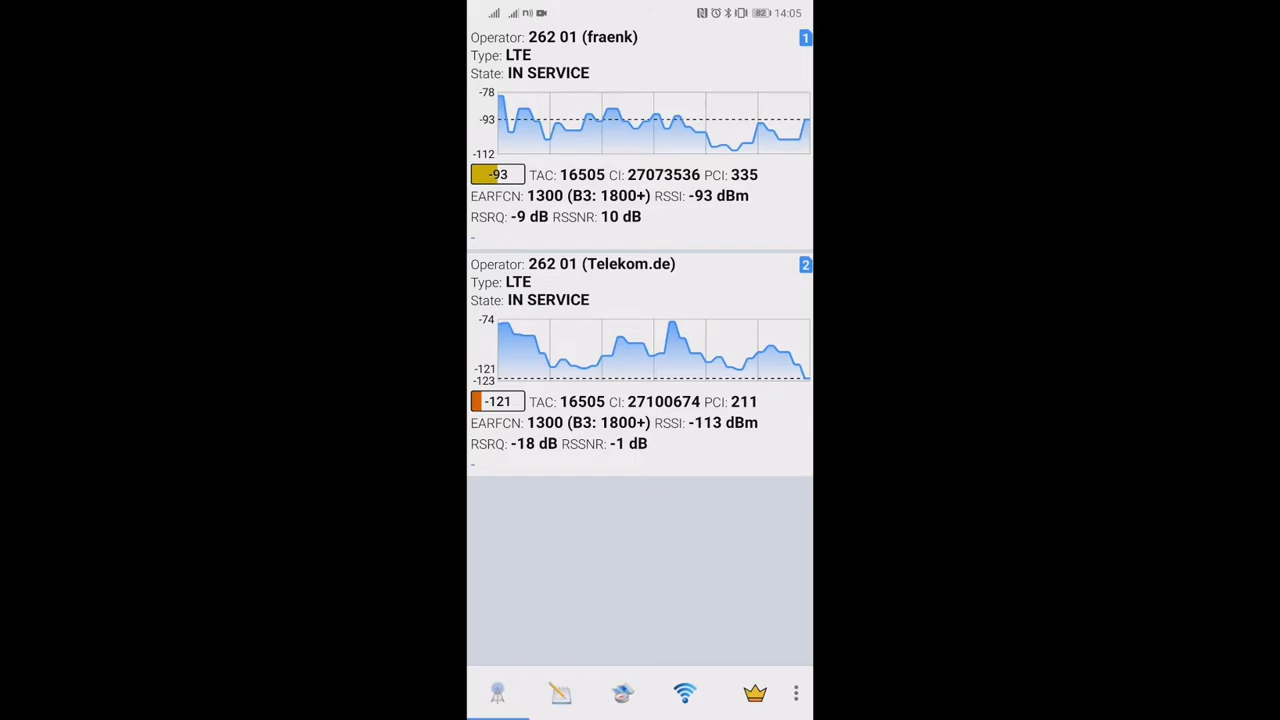 82 14:05
Operator: 262 01 (fraenk) 1
Type: LTE
State: IN SERVICE
-78
-93
-112
-93 TAC: 16505 CI: 27073536 PCI: 335
EARFCN: 1300 (B3: 1800+) RSSI: -93 dBm
RSRQ: -9 dB RSSNR: 10 dB
-
Operator: 262 01 (Telekom.de) 2
Type: LTE
State: IN SERVICE
-74
-121
-123
-121 TAC: 16505 CI: 27100674 PCI: 211
EARFCN: 1300 (B3: 1800+) RSSI: -113 dBm
RSRQ: -18 dB RSSNR: -1 dB
-